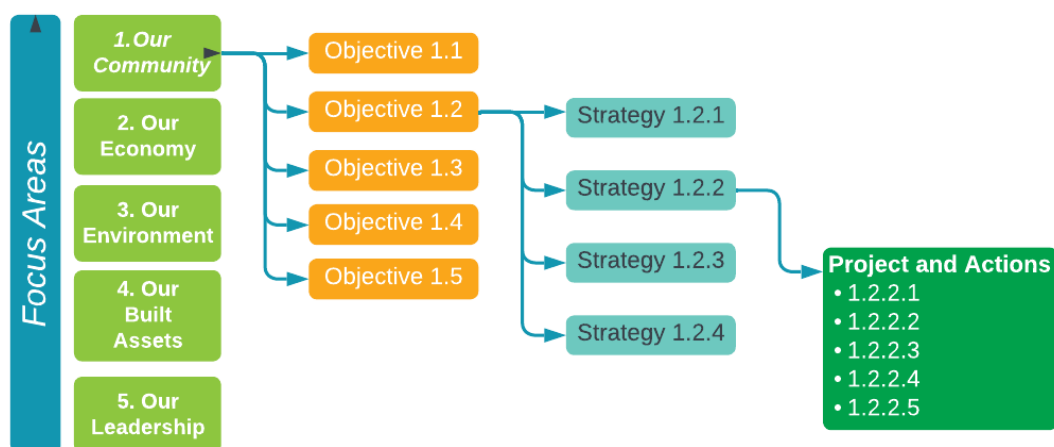 Focus Areas
1.Our
Community
2. Our
Economy
3. Our
Environment
4. Our
Built
Assets
5. Our
Leadership
Objective 1.1
Objective 1.2
Objective 1.3
Objective 1.4
Objective 1.5
Strategy 1.2.1
Strategy 1.2.2
Strategy 1.2.3
Strategy 1.2.4
Project and Actions
• 1.2.2.1
• 1.2.2.2
• 1.2.2.3
• 1.2.2.4
• 1.2.2.5